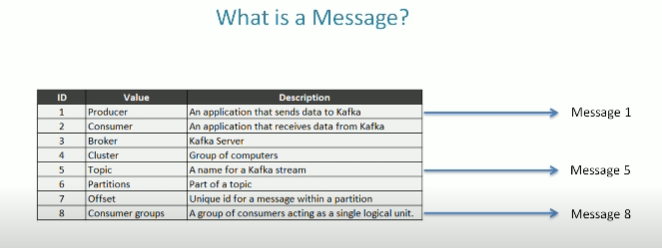 What is a Message?
ID Value Description
1 Producer An application that sends data to Kafka Message 1
2 Consumer An application that receives data from Kafka
3 Broker Kafka Server
4 Cluster Group of computers
5 Topic A name for a Kafka stream Message 5
6 Partitions Part of a topic
7 Offset Unique id for a message within a partition
8 Consumer groups A group of consumers acting as a single logical unit. Message 8